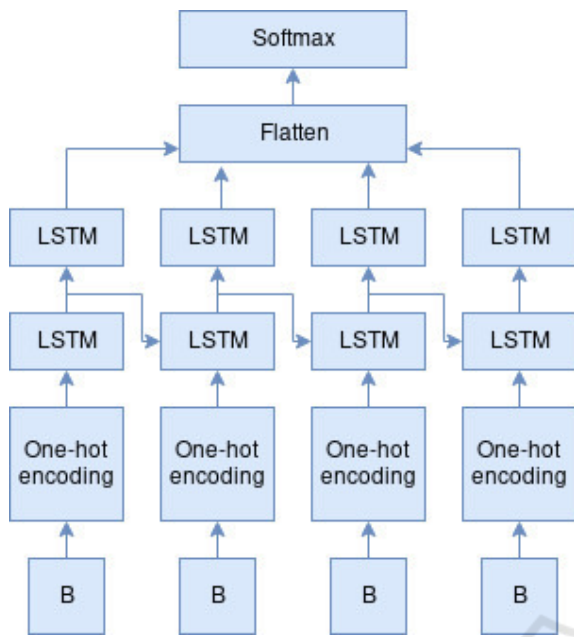 Softmax
Flatten
LSTM LSTM LSTM LSTM
LSTM LSTM LSTM LSTM
One-hot One-hot One-hot One-hot
encoding encoding encoding encoding
B B B B